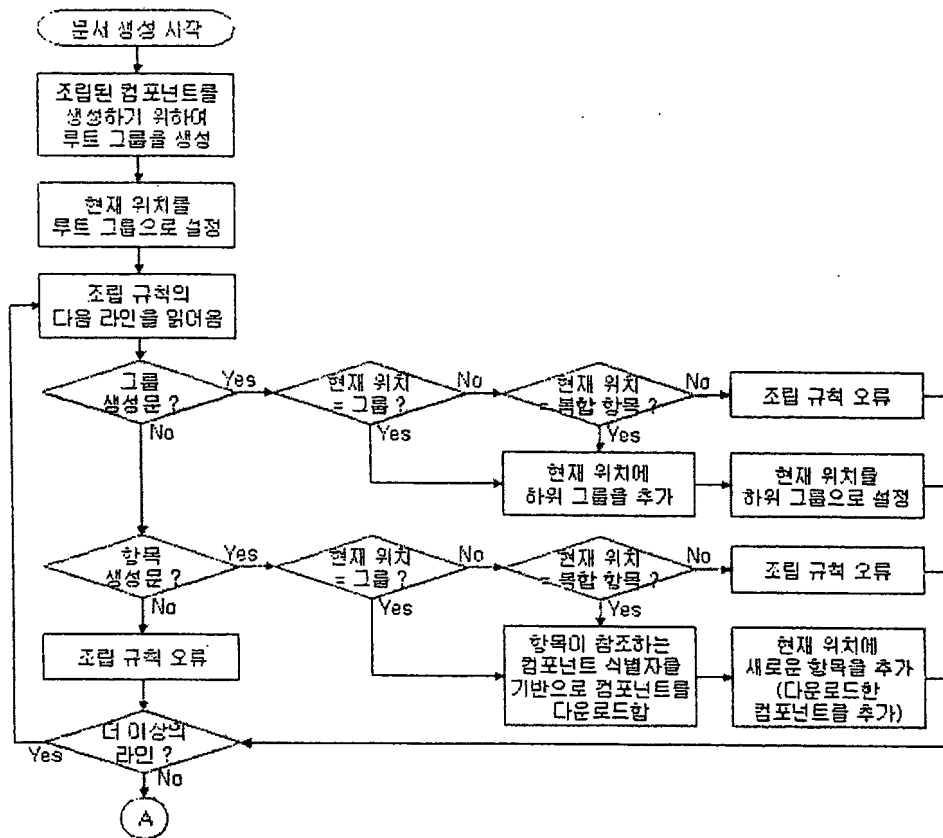 문서 생성 시작
조립된 컴포넌트를
생성하기 위하여
루트 그룹을 생성
현재 위치를
루트 그룹으로 설정
조립 규칙의
다음 라인을 읽어옴
그룹
생성문 ?
Yes
No
현재 위치
= 그룹 ?
No
Yes
현재 위치
= 복합 항목 ?
No
Yes
조립 규칙 오류
현재 위치에
하위 그룹을 추가
현재 위치를
하위 그룹으로 설정
항목
생성문 ?
Yes
No
현재 위치
= 그룹 ?
No
Yes
현재 위치
= 복합 항목 ?
No
Yes
조립 규칙 오류
조립 규칙 오류
항목이 참조하는
컴포넌트 식별자를
기반으로 컴포넌트를
다운로드함
현재 위치에
새로운 항목을 추가
(다운로드한
컴포넌트를 추가)
더 이상의
라인 ?
Yes
No
A